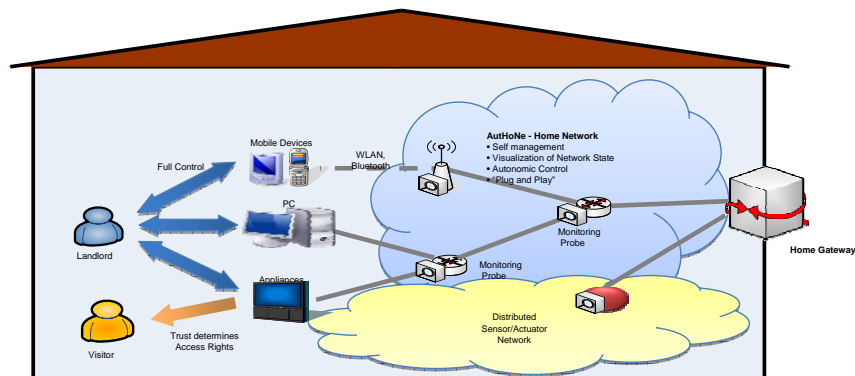 AutHoNe - Home Network
• Self management
• Visualization of Network State
• Autonomic Control
• "Plug and Play"
Mobile Devices
Full Control
WLAN,
Bluetooth
PC
Landlord
Monitoring
Probe
Home Gateway
Monitoring
Probe
Appliances
Distributed
Sensor/Actuator
Network
Trust determines
Access Rights
Visitor